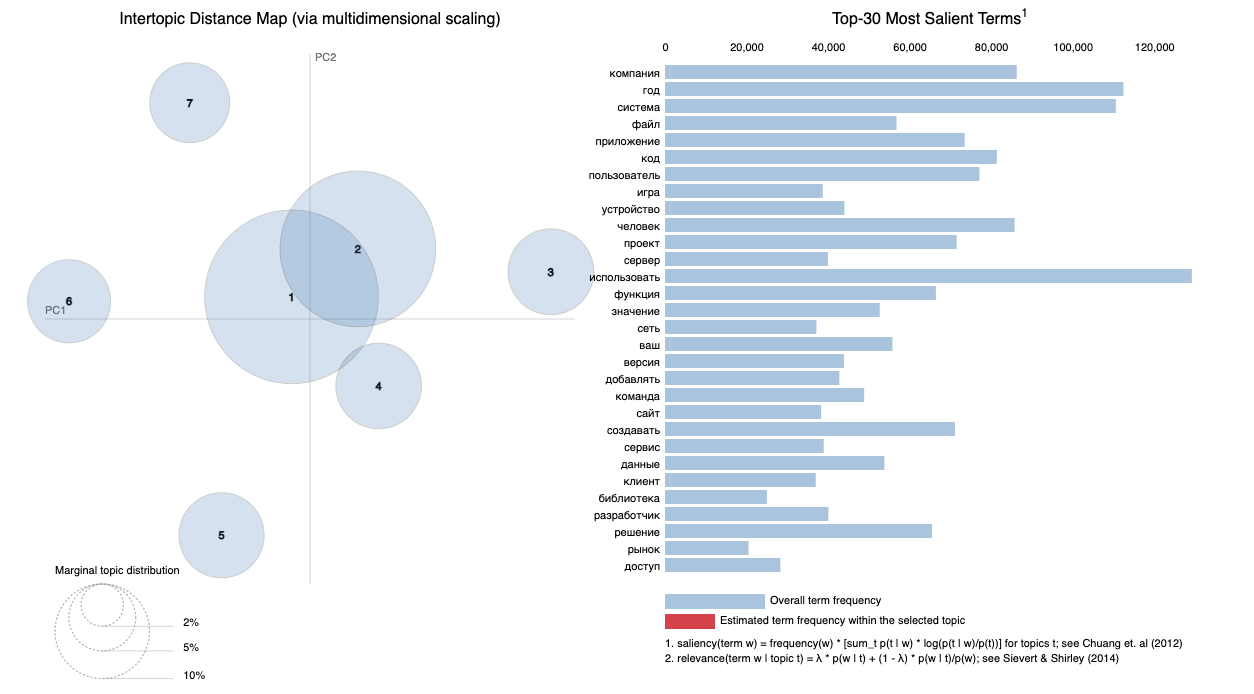 Intertopic Distance Map (via multidimensional scaling)
PC2
PC1
7
2
1
3
6
4
5
Marginal topic distribution
2%
5%
10%
Top-30 Most Salient Terms1
0 20,000 40,000 60,000 80,000 100,000 120,000
компания
год
система
файл
приложение
код
пользователь
игра
устройство
человек
проект
сервер
использовать
функция
значение
сеть
ваш
версия
добавлять
команда
сайт
создавать
сервис
данные
клиент
библиотека
разработчик
решение
рынок
доступ
Overall term frequency
Estimated term frequency within the selected topic
1. saliency(term w) = frequency(w) * [sum_t p(t | w) * log(p(t | w)/p(t))] for topics t; see Chuang et. al (2012)
2. relevance(term w | topic t) = λ * p(w | t) + (1 - λ) * p(w | t)/p(w); see Sievert & Shirley (2014)